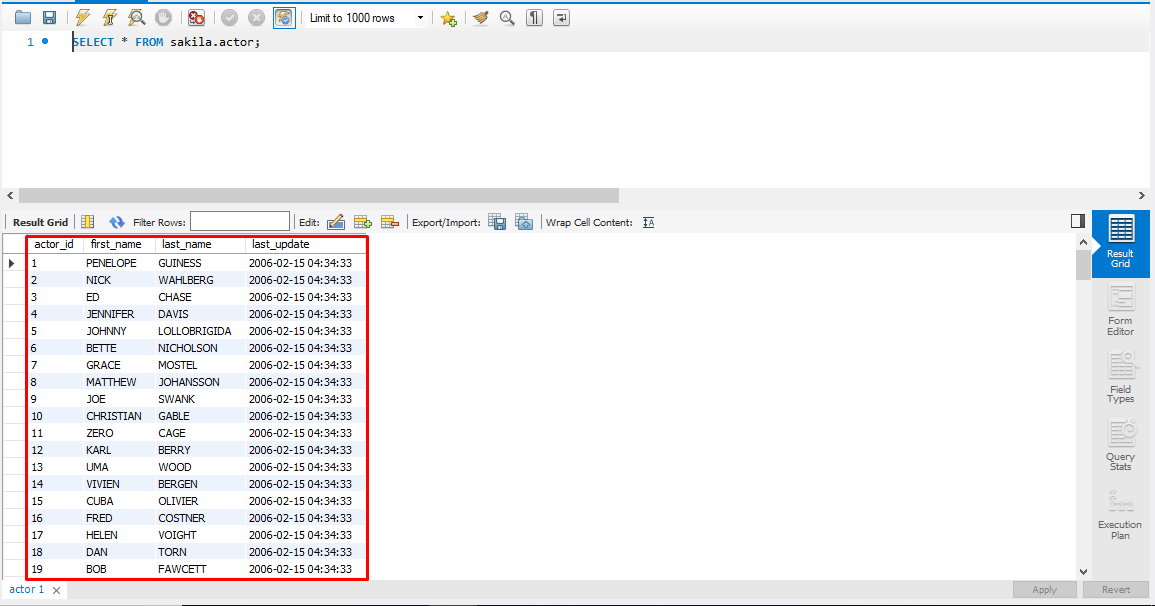 Limit to 1000 rows
1 SELECT * FROM sakila.actor;
Result Grid Filter Rows: Edit: Export/Import: Wrap Cell Content:
actor_id first_name last_name last_update
1 PENELOPE GUINESS 2006-02-15 04:34:33
2 NICK WAHLBERG 2006-02-15 04:34:33
3 ED CHASE 2006-02-15 04:34:33
4 JENNIFER DAVIS 2006-02-15 04:34:33
5 JOHNNY LOLLOBRIGIDA 2006-02-15 04:34:33
6 BETTE NICHOLSON 2006-02-15 04:34:33
7 GRACE MOSTEL 2006-02-15 04:34:33
8 MATTHEW JOHANSSON 2006-02-15 04:34:33
9 JOE SWANK 2006-02-15 04:34:33
10 CHRISTIAN GABLE 2006-02-15 04:34:33
11 ZERO CAGE 2006-02-15 04:34:33
12 KARL BERRY 2006-02-15 04:34:33
13 UMA WOOD 2006-02-15 04:34:33
14 VIVIEN BERGEN 2006-02-15 04:34:33
15 CUBA OLIVIER 2006-02-15 04:34:33
16 FRED COSTNER 2006-02-15 04:34:33
17 HELEN VOIGHT 2006-02-15 04:34:33
18 DAN TORN 2006-02-15 04:34:33
19 BOB FAWCETT 2006-02-15 04:34:33
Result
Grid
Form
Editor
Field
Types
Query
Stats
Execution
Plan
actor 1
Apply Revert